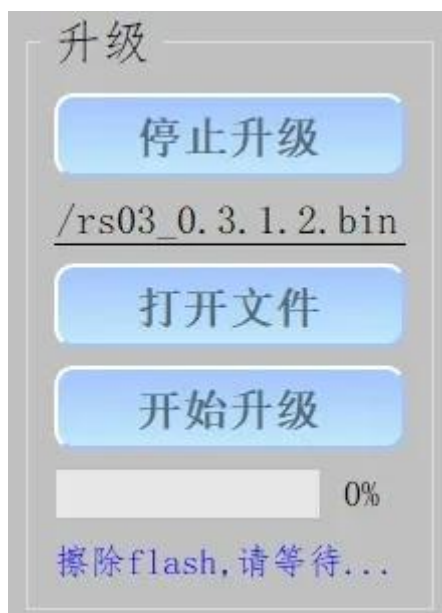 升级
停止升级
/rs03_0.3.1.2.bin
打开文件
开始升级
0%
擦除flash,请等待...